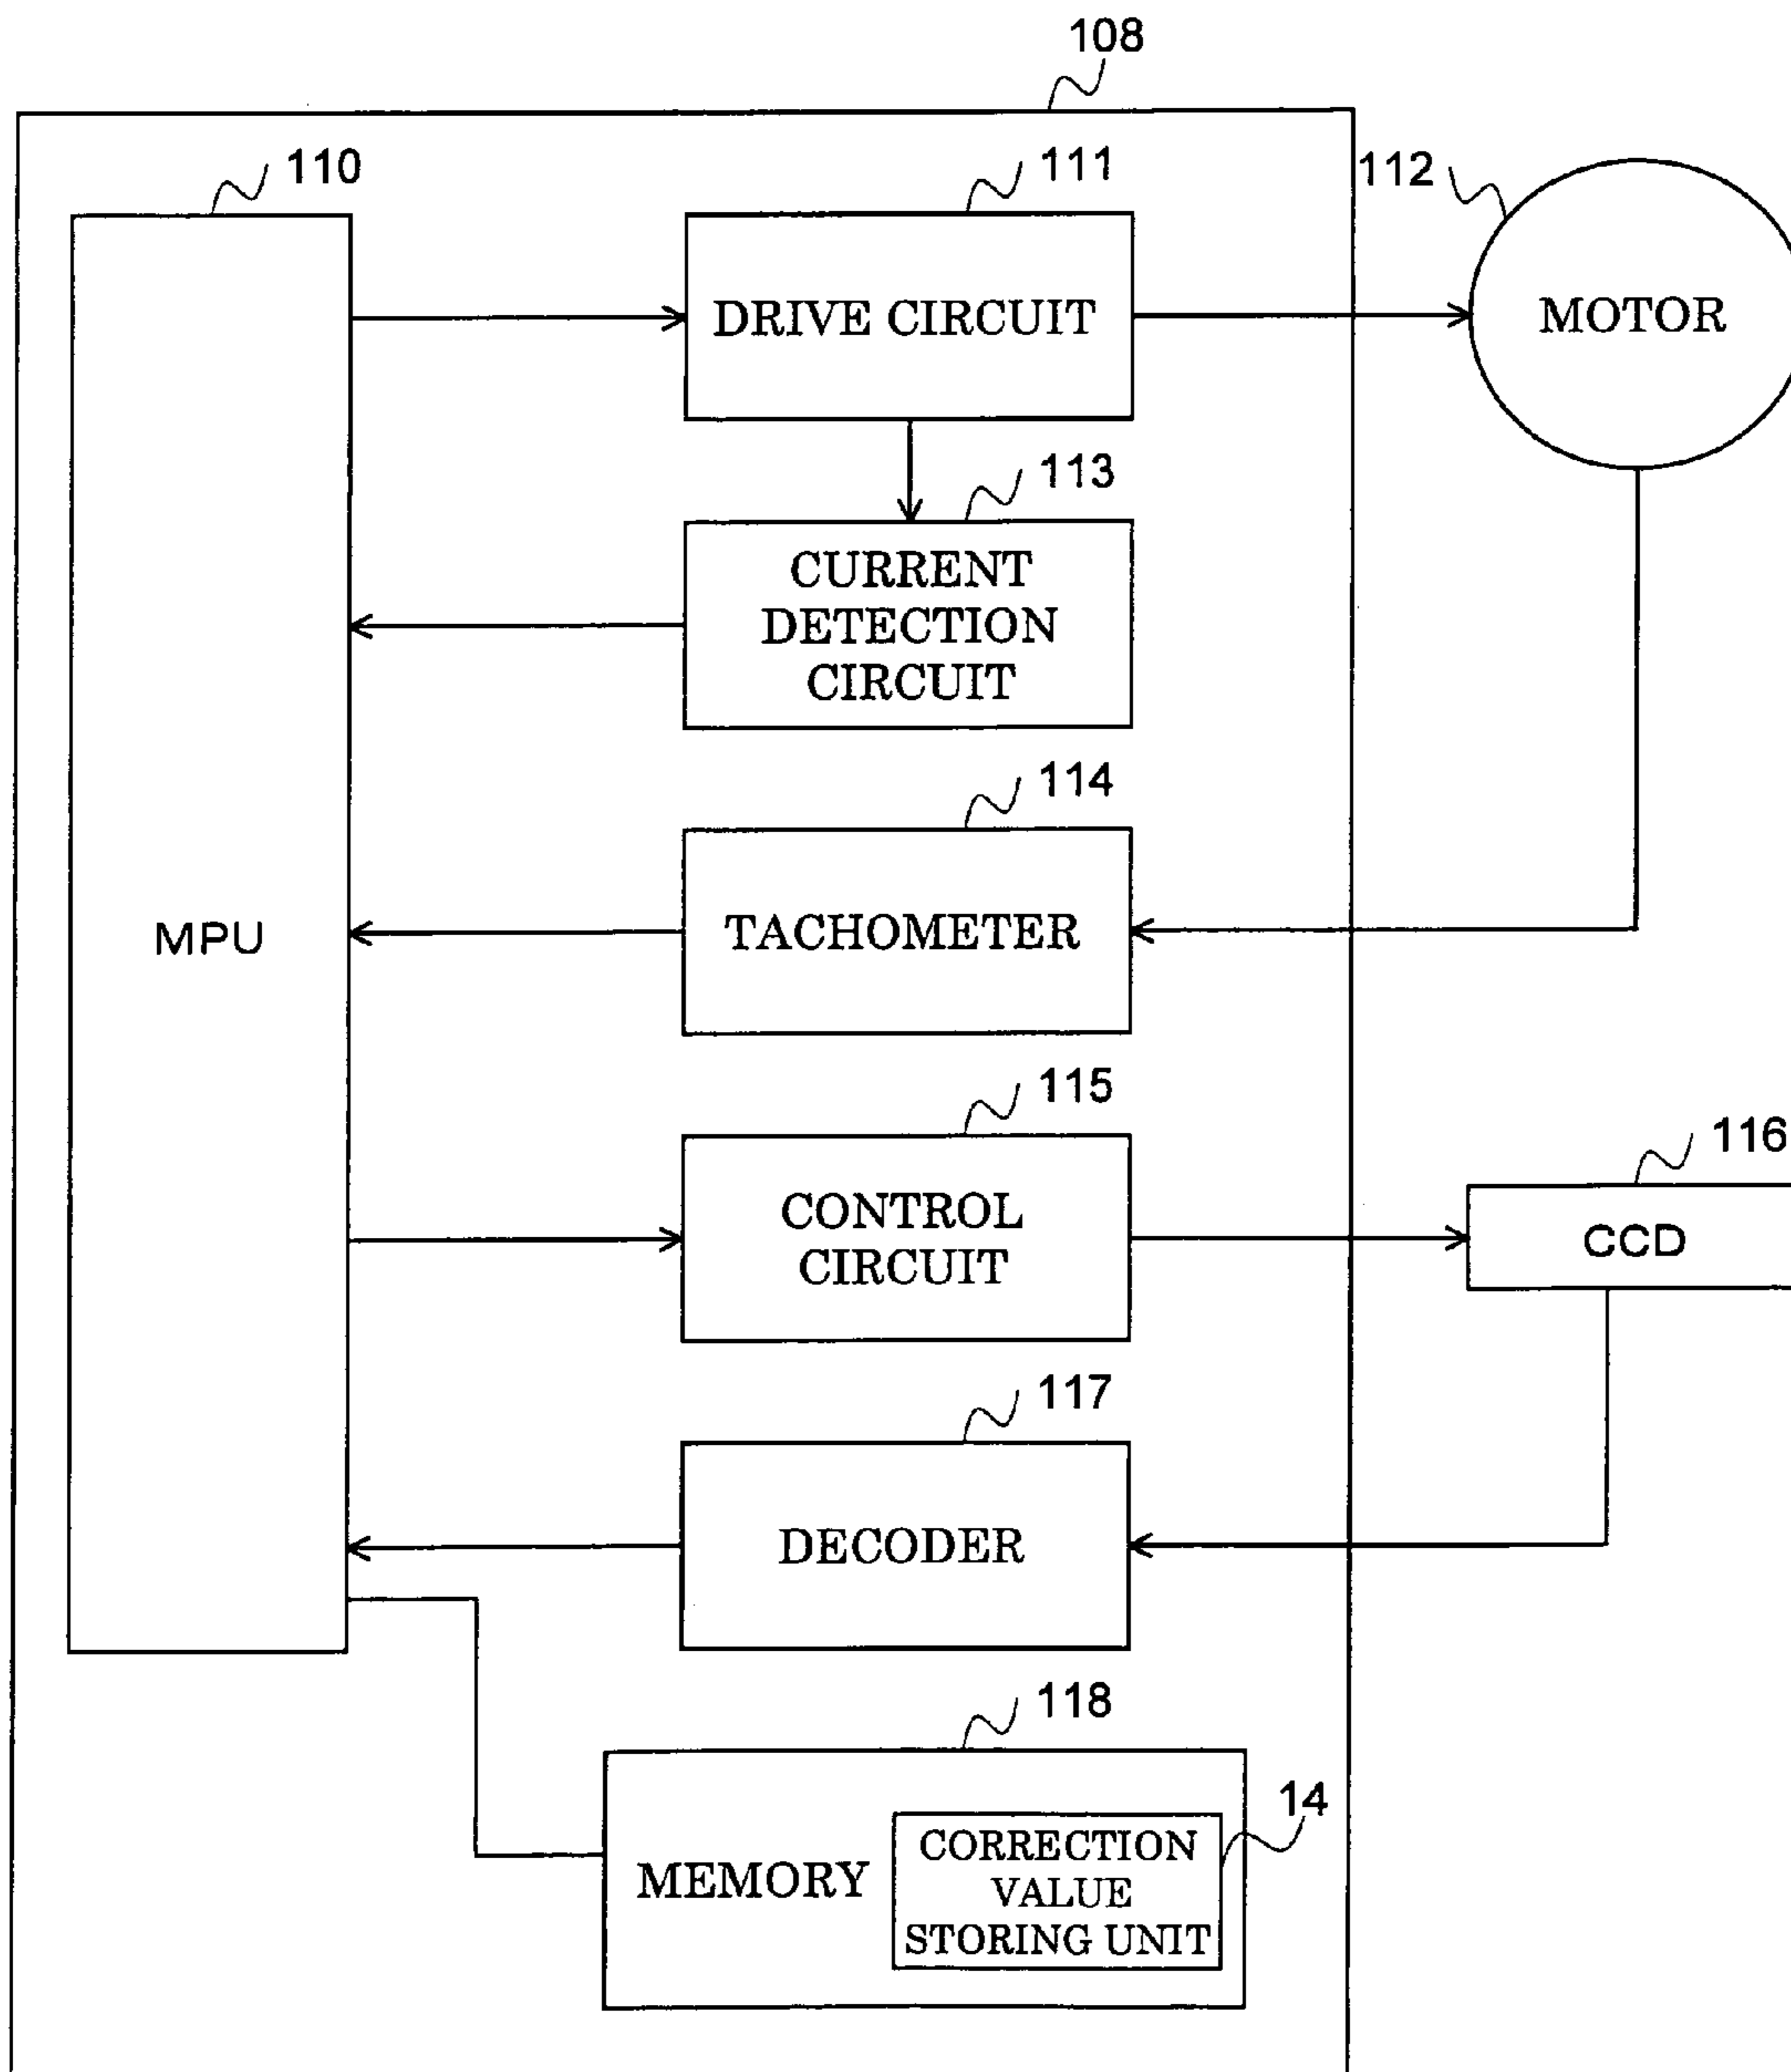 108
110
111
112
DRIVE CIRCUIT
MOTOR
113
CURRENT
DETECTION
CIRCUIT
114
MPU
TACHOMETER
115
116
CONTROL
CIRCUIT
CCD
117
DECODER
118
14
MEMORY
CORRECTION
VALUE
STORING UNIT